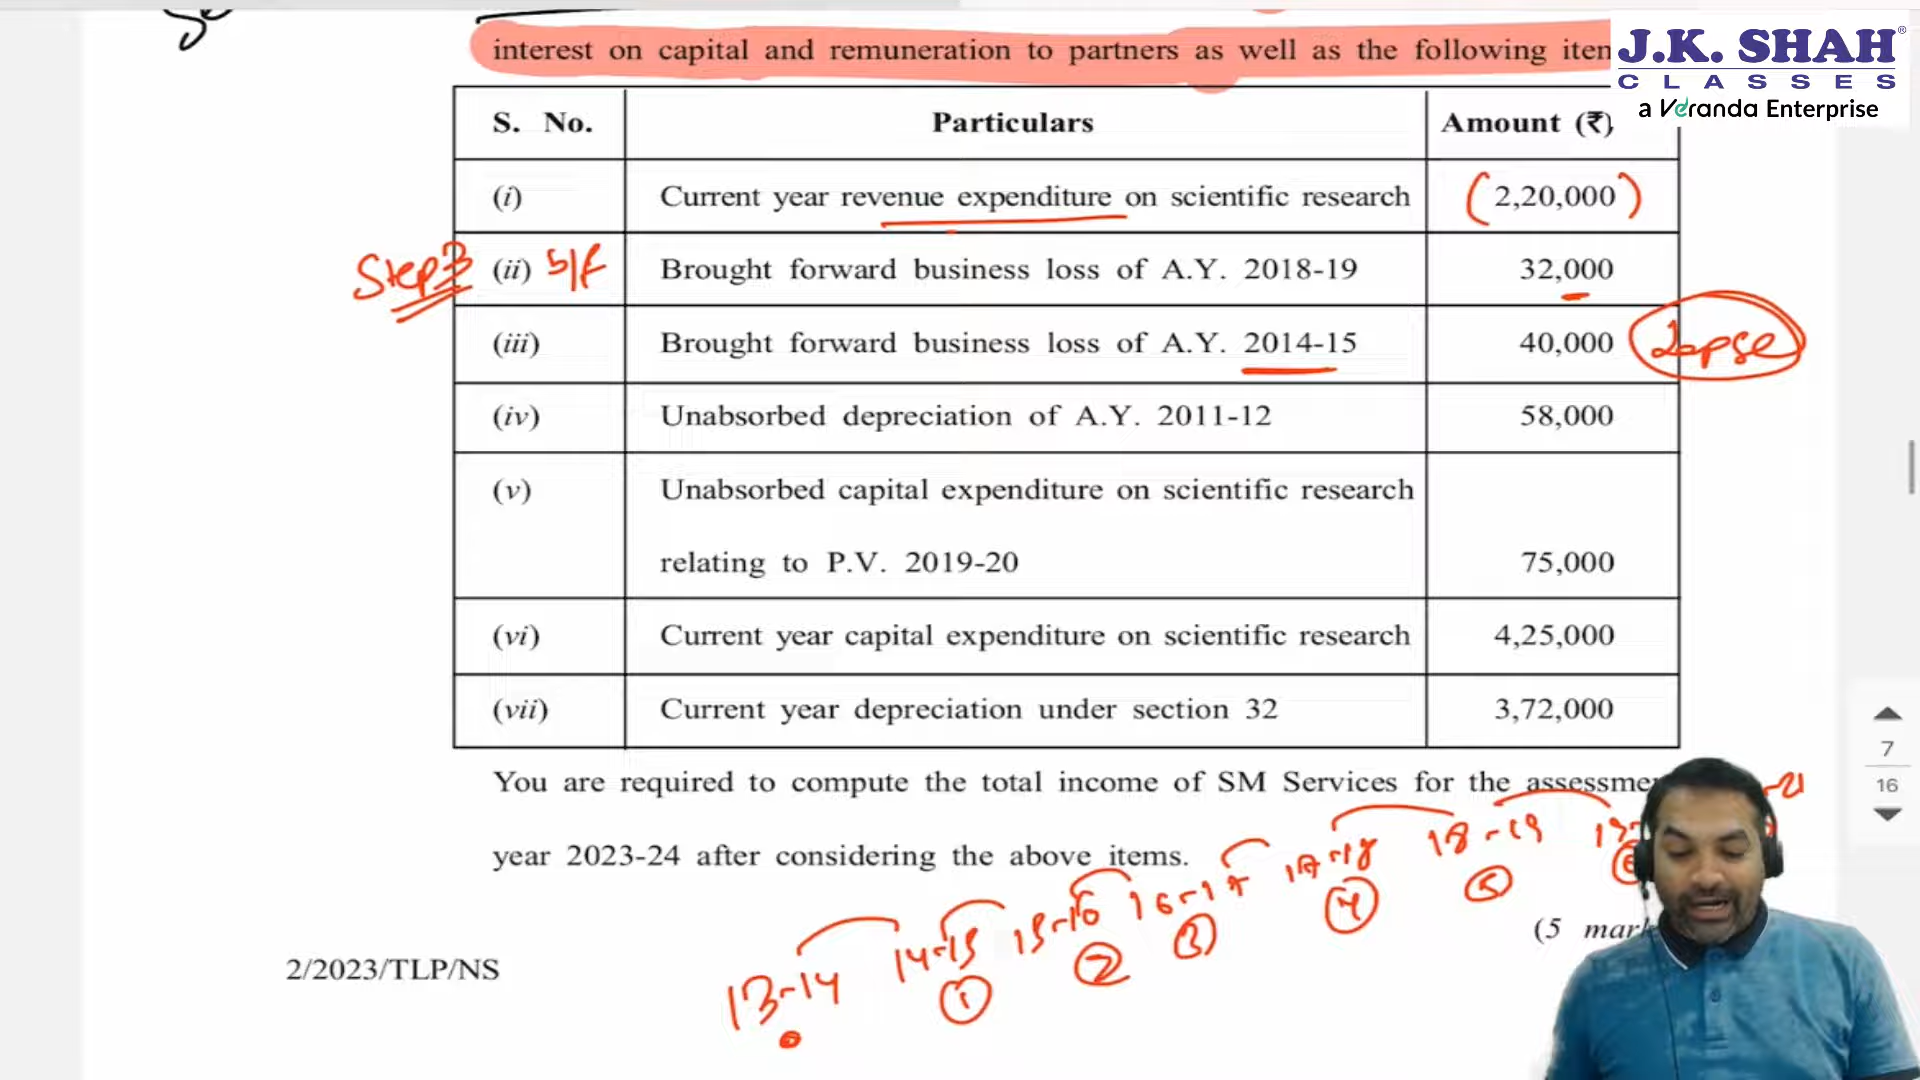 interest on capital and remuneration to partners as well as the following
J.K. SHAH®
CLASSES
a Veranda Enterprise
S. No. Particulars Amount (₹)
(i) Current year revenue expenditure on scientific research (2,20,000)
Step 3 (ii) b/f Brought forward business loss of A.Y. 2018-19 32,000
(iii) Brought forward business loss of A.Y. 2014-15 40,000 Lapse
(iv) Unabsorbed depreciation of A.Y. 2011-12 58,000
(v) Unabsorbed capital expenditure on scientific research
relating to P.V. 2019-20 75,000
(vi) Current year capital expenditure on scientific research 4,25,000
(vii) Current year depreciation under section 32 3,72,000
7
16
You are required to compute the total income of SM Services for the
year 2023-24 after considering the above items.
13-14 14-15 15-16 16-17 17-18 18-19
1 2 3 4 5
(5
2/2023/TLP/NS